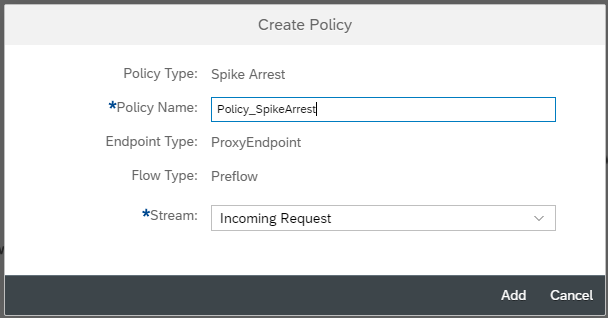 Create Policy
Policy Type: Spike Arrest
*Policy Name: Policy_SpikeArrest
Endpoint Type: ProxyEndpoint
Flow Type: Preflow
*Stream: Incoming Request
Add Cancel